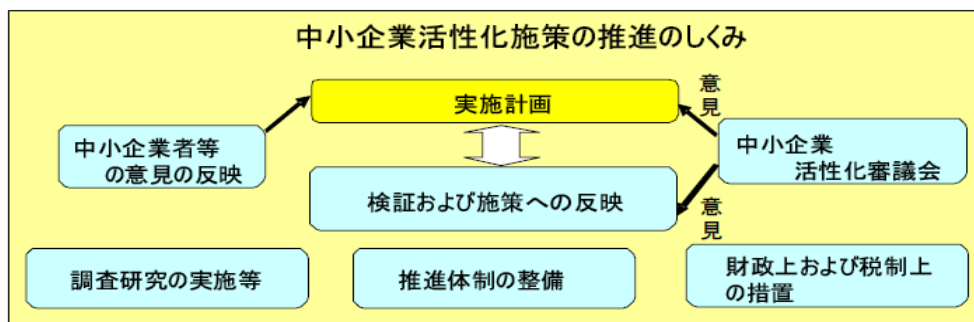 中小企業活性化施策の推進のしくみ
実施計画
意見
中小企業者等
の意見の反映
中小企業
活性化審議会
検証および施策への反映
意見
調査研究の実施等
推進体制の整備
財政上および税制上
の措置